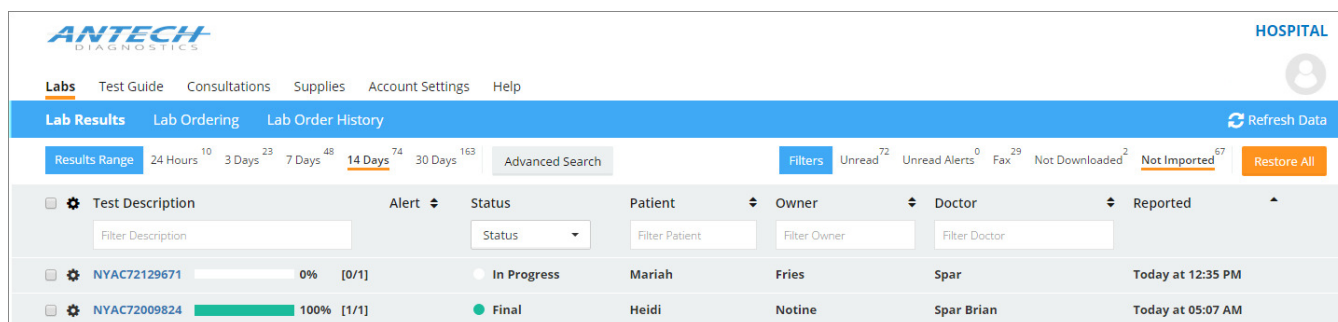 ANTECH
DIAGNOSTICS
HOSPITAL
Labs Test Guide Consultations Supplies Account Settings Help
Lab Results Lab Ordering Lab Order History Refresh Data
Results Range 24 Hours 10 3 Days 23 7 Days 48 14 Days 74 30 Days 163 Advanced Search Filters Unread 72 Unread Alerts 0 Fax 29 Not Downloaded 2 Not Imported 67 Restore All
Test Description Alert Status Patient Owner Doctor Reported
Filter Description Status Filter Patient Filter Owner Filter Doctor
NYAC72129671 0% [0/1] In Progress Mariah Fries Spar Today at 12:35 PM
NYAC72009824 100% [1/1] Final Heidi Notine Spar Brian Today at 05:07 AM